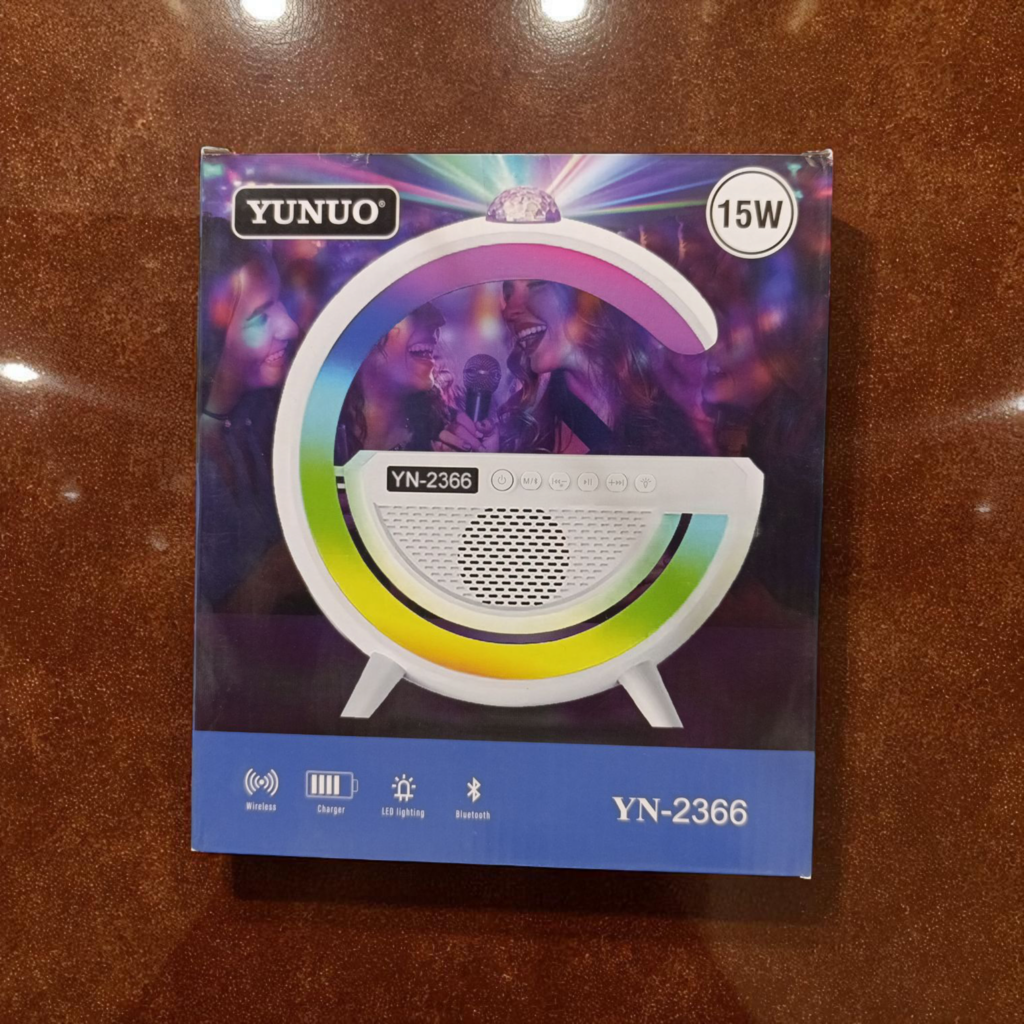 YUNUO®
15W
YN-2366
M/
Wireless
Charger
LED lighting
Bluetooth
YN-2366